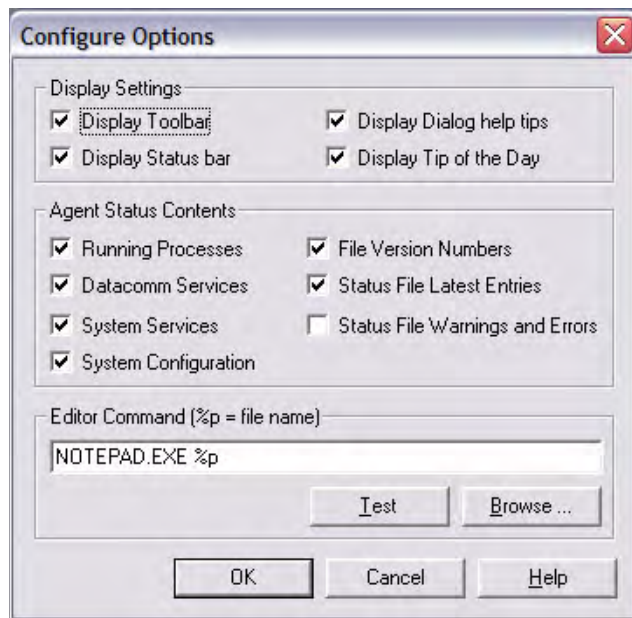 Configure Options
Display Settings
Display Toolbar
Display Dialog help tips
Display Status bar
Display Tip of the Day
Agent Status Contents
Running Processes
File Version Numbers
Datacomm Services
Status File Latest Entries
System Services
Status File Warnings and Errors
System Configuration
Editor Command (%p = file name)
NOTEPAD.EXE %p
Test
Browse ...
OK
Cancel
Help